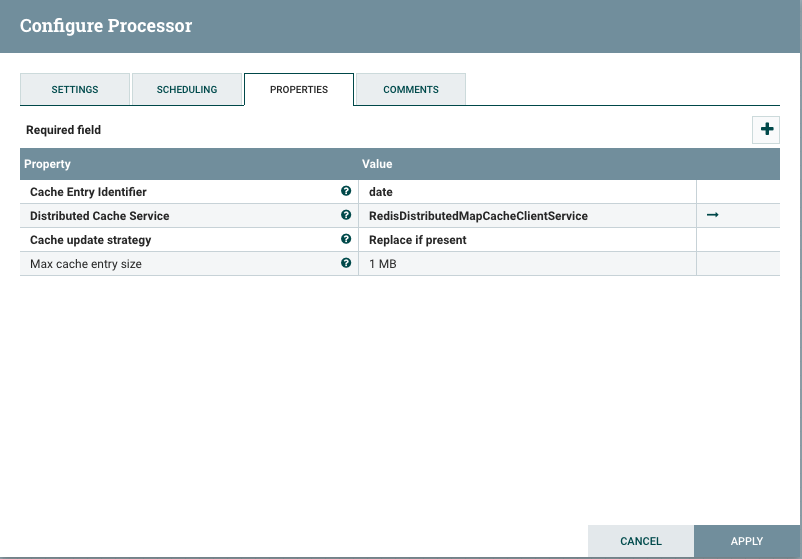 Configure Processor
SETTINGS SCHEDULING PROPERTIES COMMENTS
Required field
Property Value
Cache Entry Identifier date
Distributed Cache Service RedisDistributedMapCacheClientService
Cache update strategy Replace if present
Max cache entry size 1 MB
CANCEL APPLY